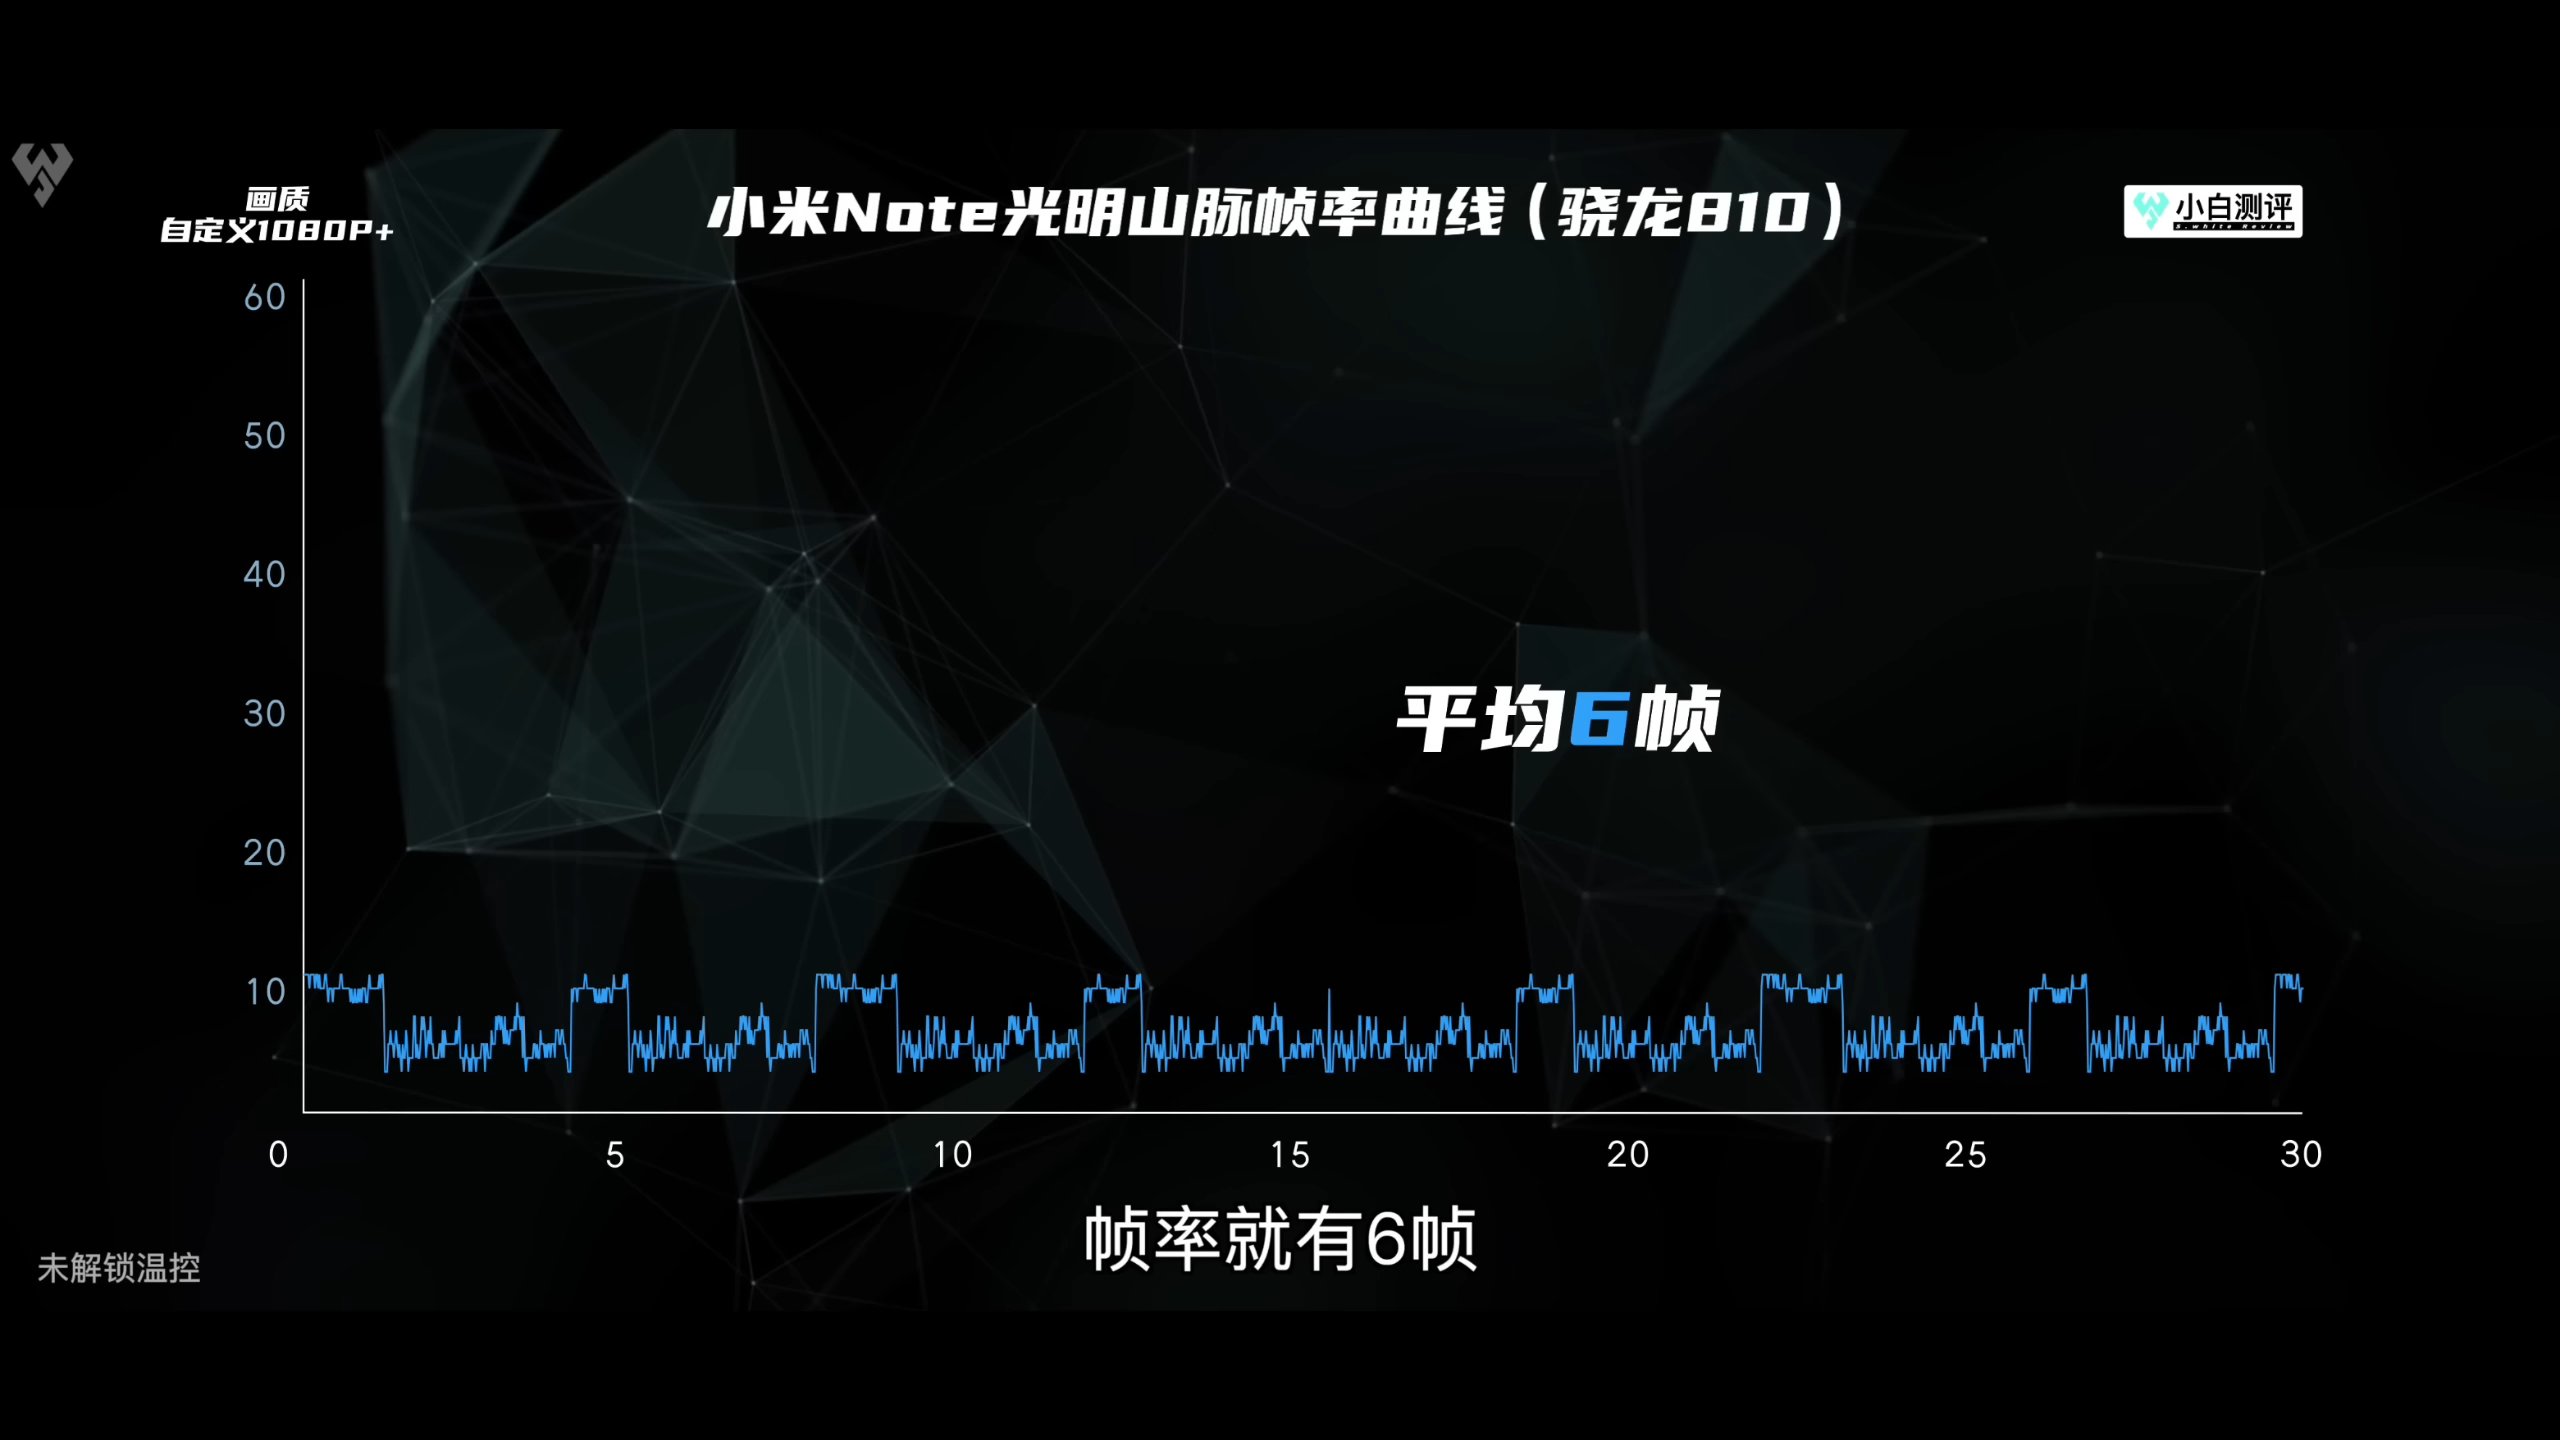 画质
自定义1080P+
小米Note光明山脉帧率曲线（骁龙810）
小白测评
S.white Review
60
50
40
30
20
10
平均6帧
0 5 10 15 20 25 30
帧率就有6帧
未解锁温控